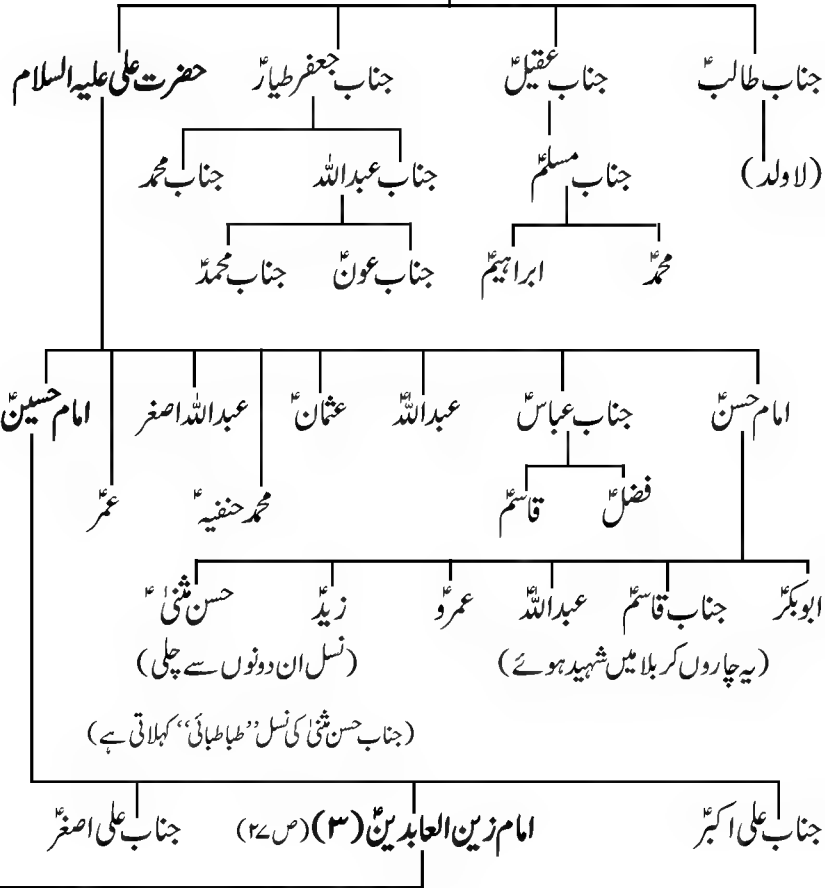 جناب طالبؑ جناب عقیلؑ جناب جعفر طیارؑ حضرت علی علیہ السلام
(لاولد) جناب مسلمؑ جناب عبداللہ جناب محمد
محمدؑ ابراہیمؑ جناب عونؑ جناب محمدؑ
امام حسنؑ جناب عباسؑ عبداللہؑ عثمانؑ عبداللہ اصغر امام حسینؑ
فضلؑ قاسمؑ محمد حنفیہؑ عمرؑ
ابوبکرؑ جناب قاسمؑ عبداللہؑ عمروؑ زیدؑ حسن مثنیٰؑ
(یہ چاروں کربلا میں شہید ہوئے) (نسل ان دونوں سے چلی)
(جناب حسن مثنیٰ کی نسل ”طباطبائی“ کہلاتی ہے)
جناب علی اکبرؑ امام زین العابدینؑ (۳) (ص ۲۷) جناب علی اصغرؑ